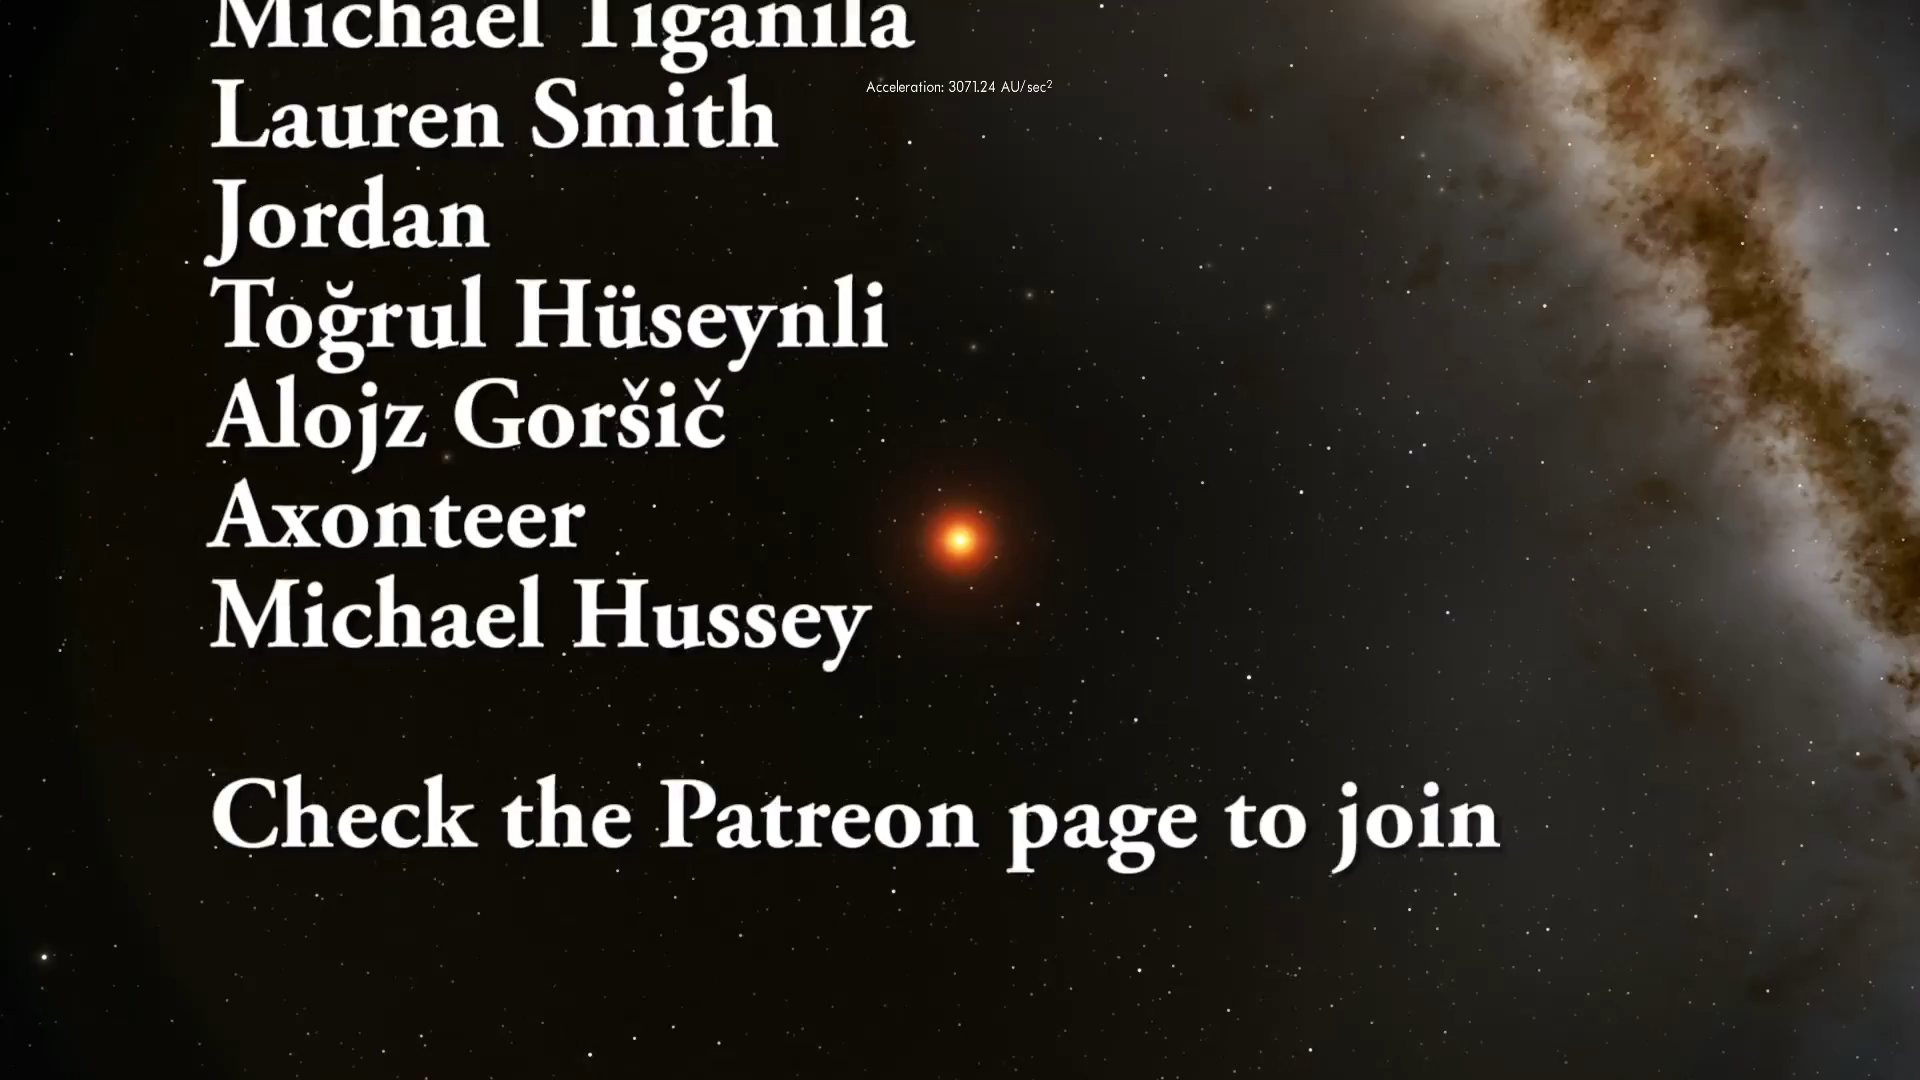 Michael Tiganila
Acceleration: 3071.24 AU/sec²
Lauren Smith
Jordan
Toğrul Hüseynli
Alojz Goršič
Axonteer
Michael Hussey
Check the Patreon page to join